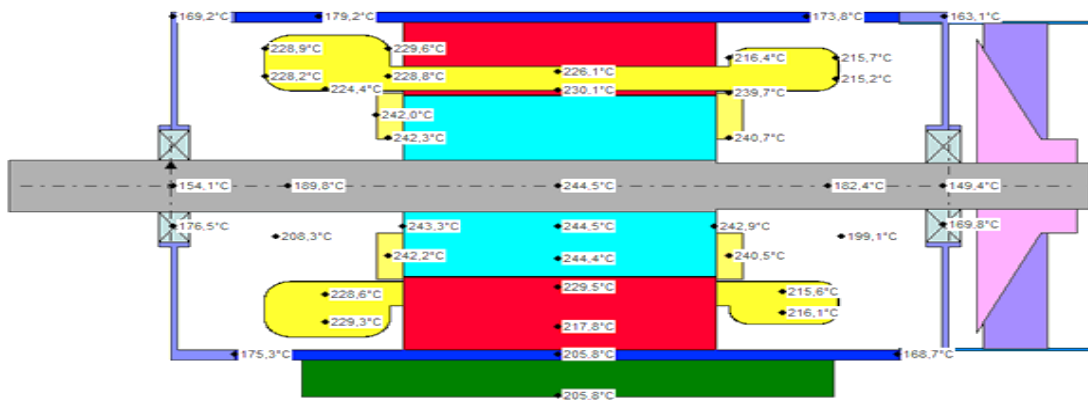 169,2°C 179,2°C 173,8°C 163,1°C
228,9°C 229,6°C 216,4°C 215,7°C
228,2°C 228,8°C 226,1°C 215,2°C
224,4°C 230,1°C 239,7°C
242,0°C
242,3°C 240,7°C
154,1°C 189,8°C 244,5°C 182,4°C 149,4°C
176,5°C 243,3°C 244,5°C 242,9°C 169,8°C
208,3°C 199,1°C
242,2°C 244,4°C 240,5°C
228,6°C 229,5°C 215,6°C
229,3°C 217,8°C 216,1°C
175,3°C 205,8°C 168,7°C
205,8°C